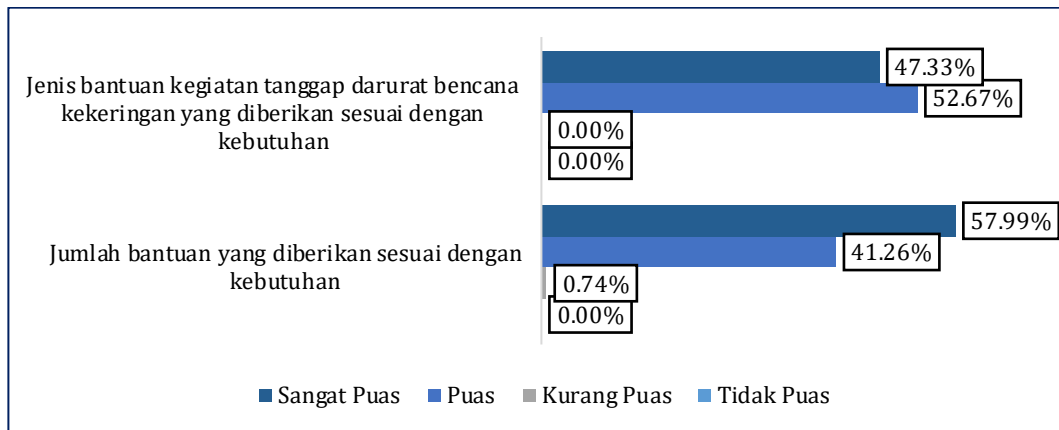 Jenis bantuan kegiatan tanggap darurat bencana
kekeringan yang diberikan sesuai dengan
kebutuhan
47.33%
52.67%
0.00%
0.00%
Jumlah bantuan yang diberikan sesuai dengan
kebutuhan
57.99%
41.26%
0.74%
0.00%
Sangat Puas Puas Kurang Puas Tidak Puas